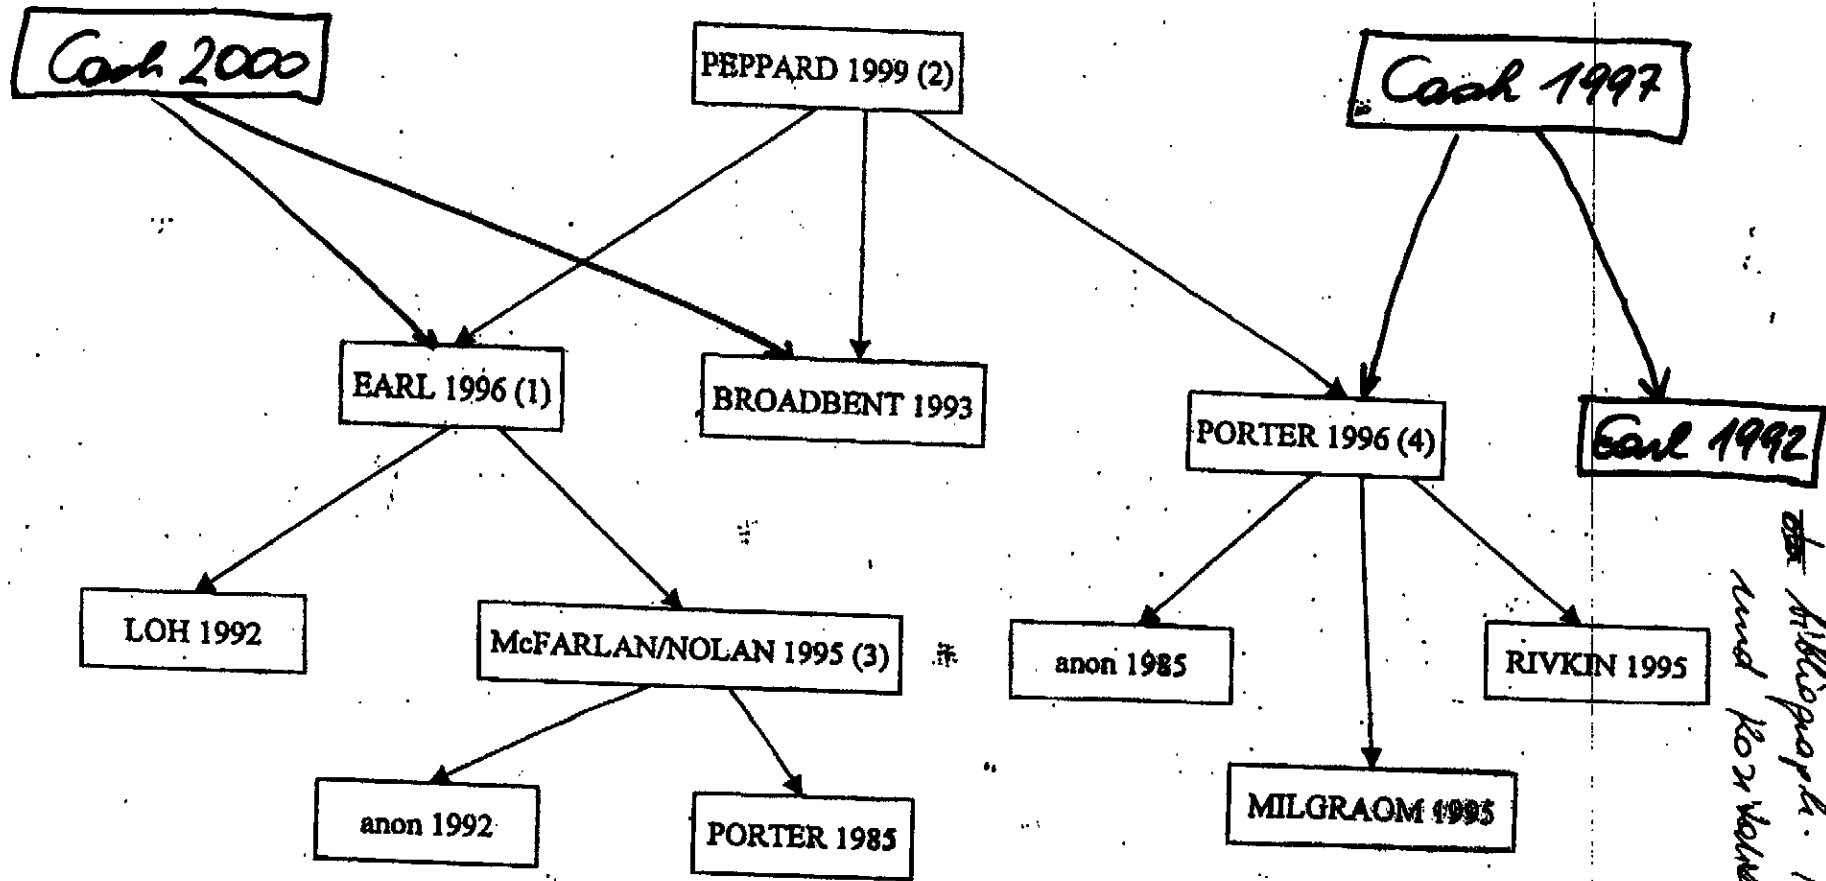 Cash 2000
PEPPARD 1999 (2)
Cash 1997
EARL 1996 (1)
BROADBENT 1993
PORTER 1996 (4)
Earl 1992
LOH 1992
McFARLAN/NOLAN 1995 (3)
anon 1985
RIVKIN 1995
anon 1992
PORTER 1985
MILGRAOM 1995
Bibliograph.
und